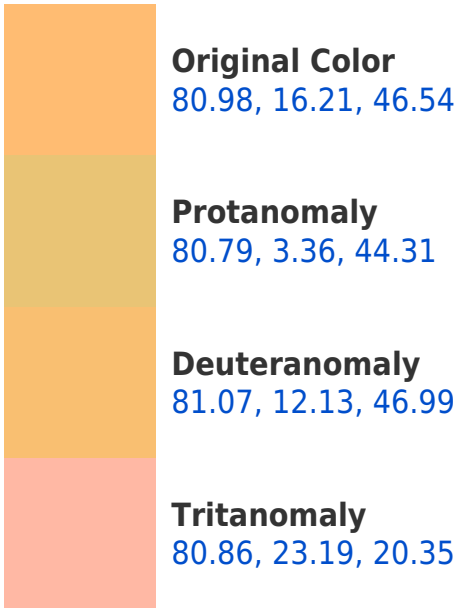 Original Color
80.98, 16.21, 46.54
Protanomaly
80.79, 3.36, 44.31
Deuteranomaly
81.07, 12.13, 46.99
Tritanomaly
80.86, 23.19, 20.35